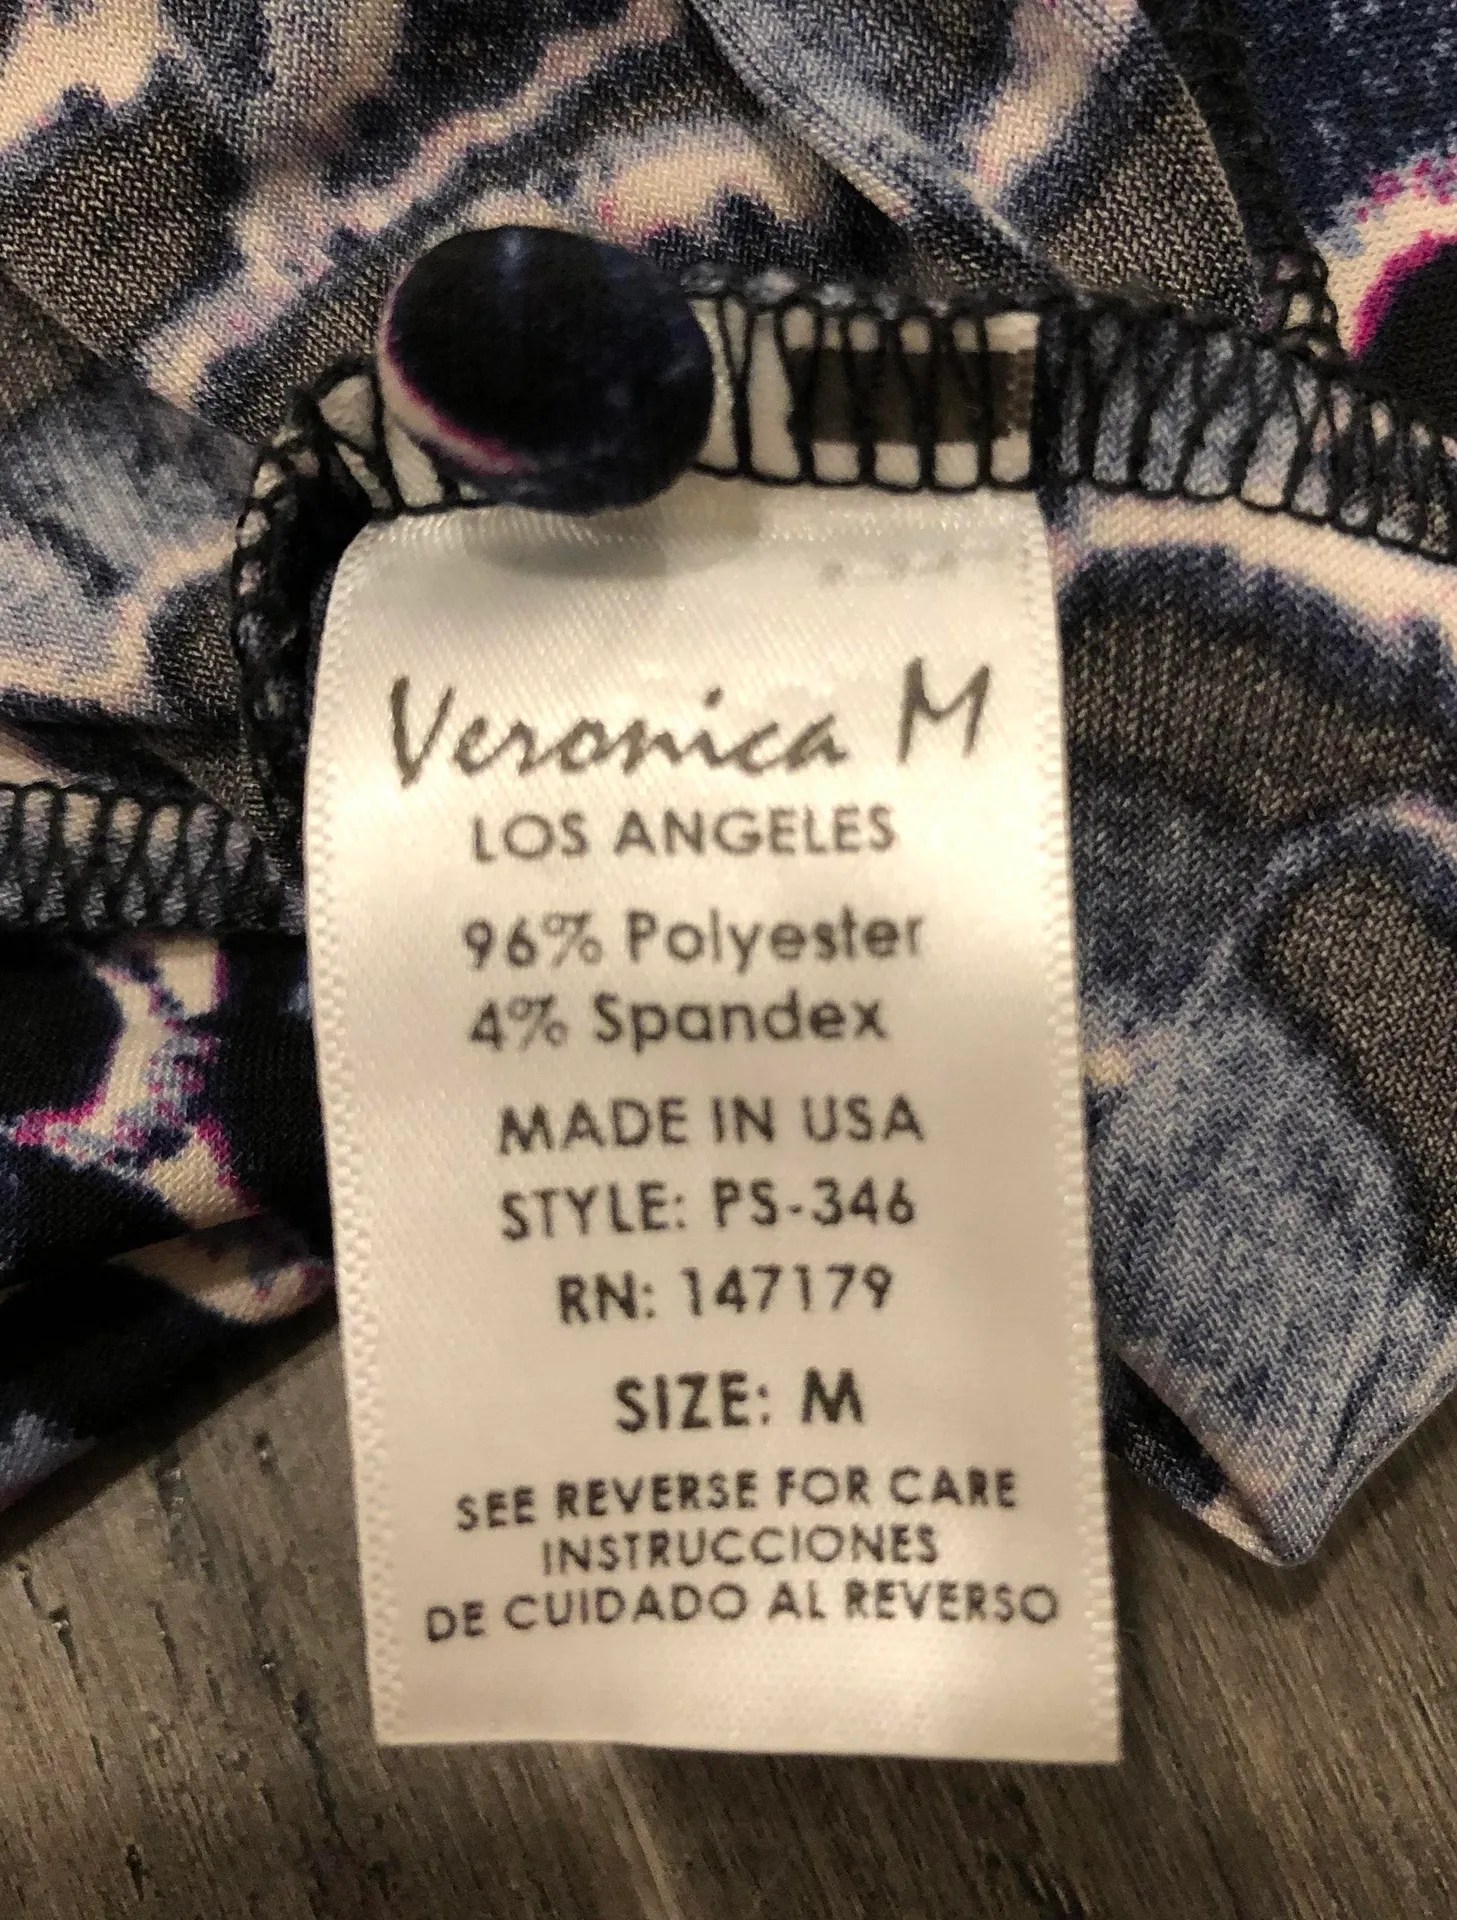 Veronica M
LOS ANGELES
96% Polyester
4% Spandex
MADE IN USA
STYLE: PS-346
RN: 147179
SIZE: M
SEE REVERSE FOR CARE
INSTRUCCIONES
DE CUIDADO AL REVERSO